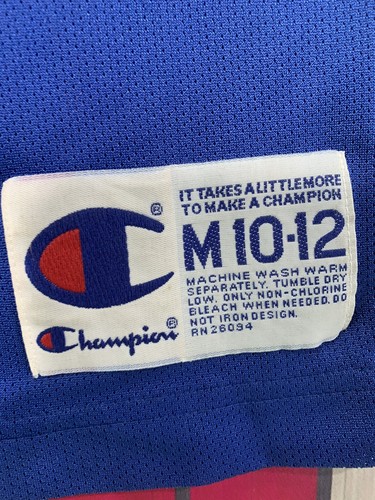 IT TAKES A LITTLE MORE
TO MAKE A CHAMPION
®
M 10-12
MACHINE WASH WARM
SEPARATELY. TUMBLE DRY
LOW. ONLY NON-CHLORINE
BLEACH WHEN NEEDED. DO
NOT IRON DESIGN.
RN 26094
Champion®